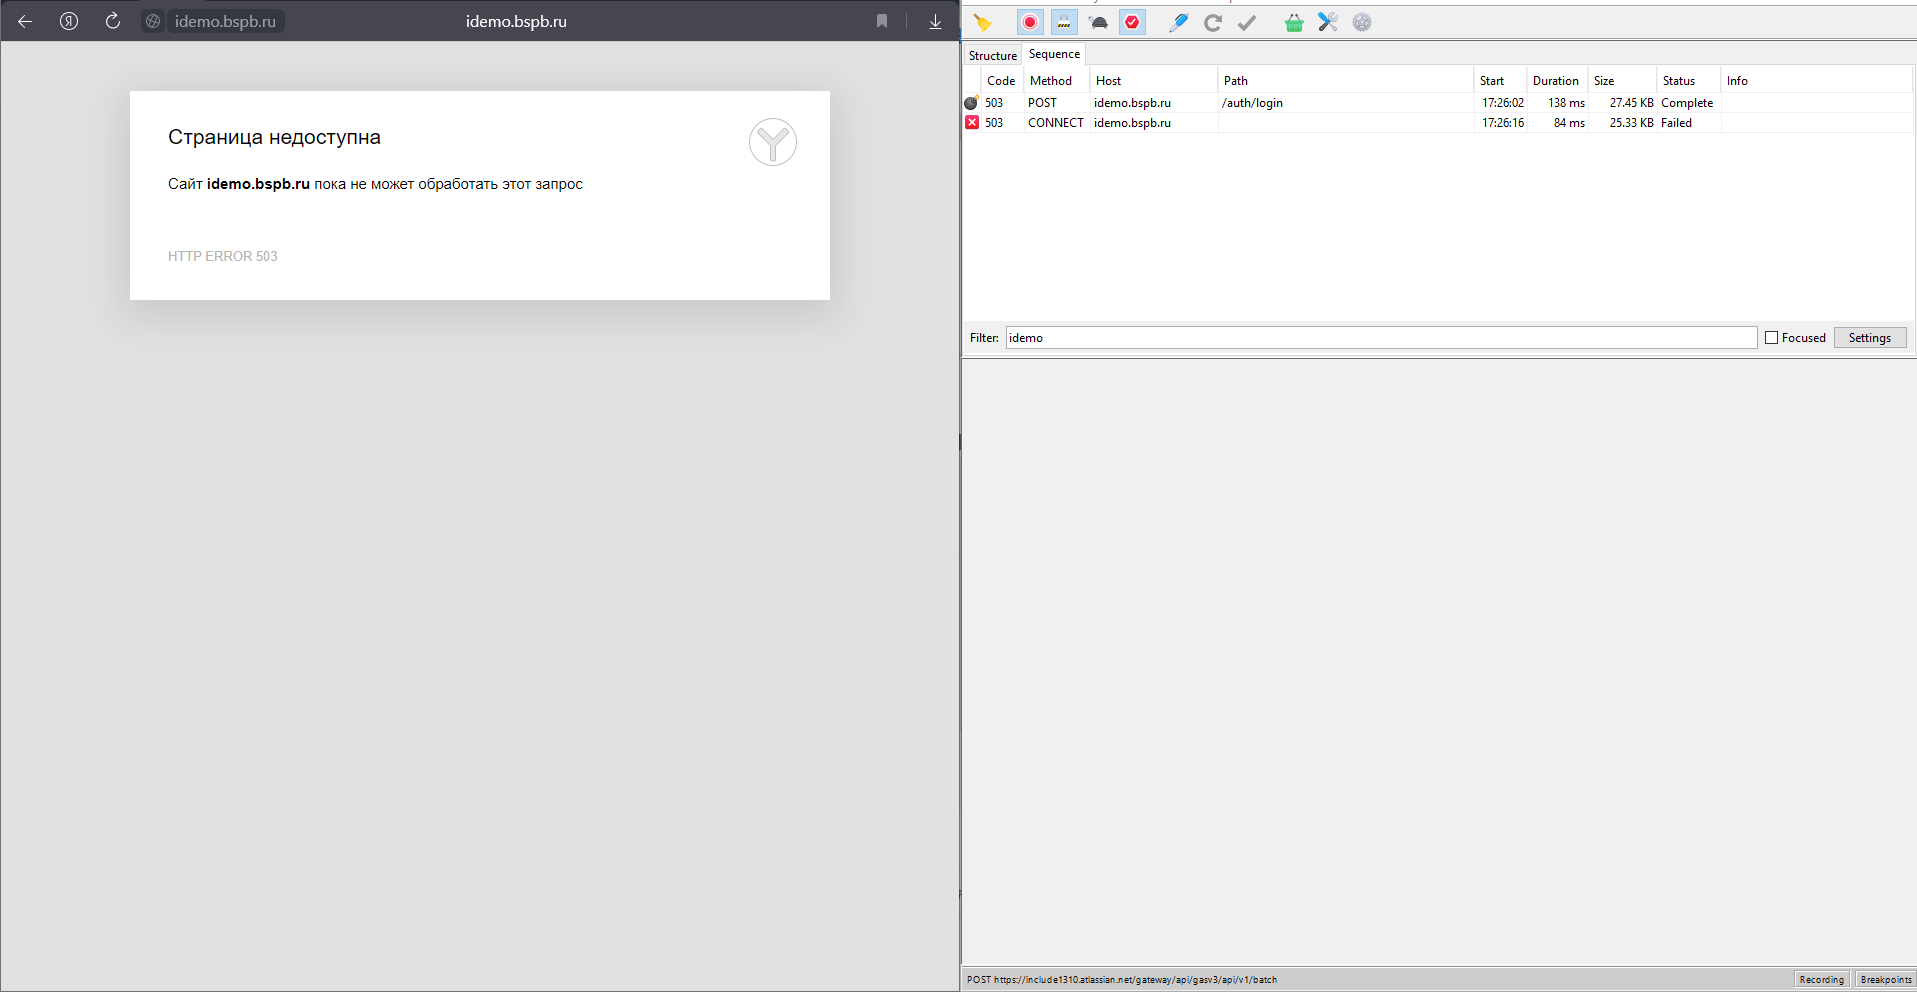 idemo.bspb.ru
idemo.bspb.ru
Страница недоступна
Сайт idemo.bspb.ru пока не может обработать этот запрос
HTTP ERROR 503
Structure Sequence
Code Method Host Path Start Duration Size Status Info
503 POST idemo.bspb.ru /auth/login 17:26:02 138 ms 27.45 KB Complete
503 CONNECT idemo.bspb.ru 17:26:16 84 ms 25.33 KB Failed
Filter: idemo Focused Settings
POST https://include1310.atlassian.net/gateway/api/gasv3/api/v1/batch Recording Breakpoints